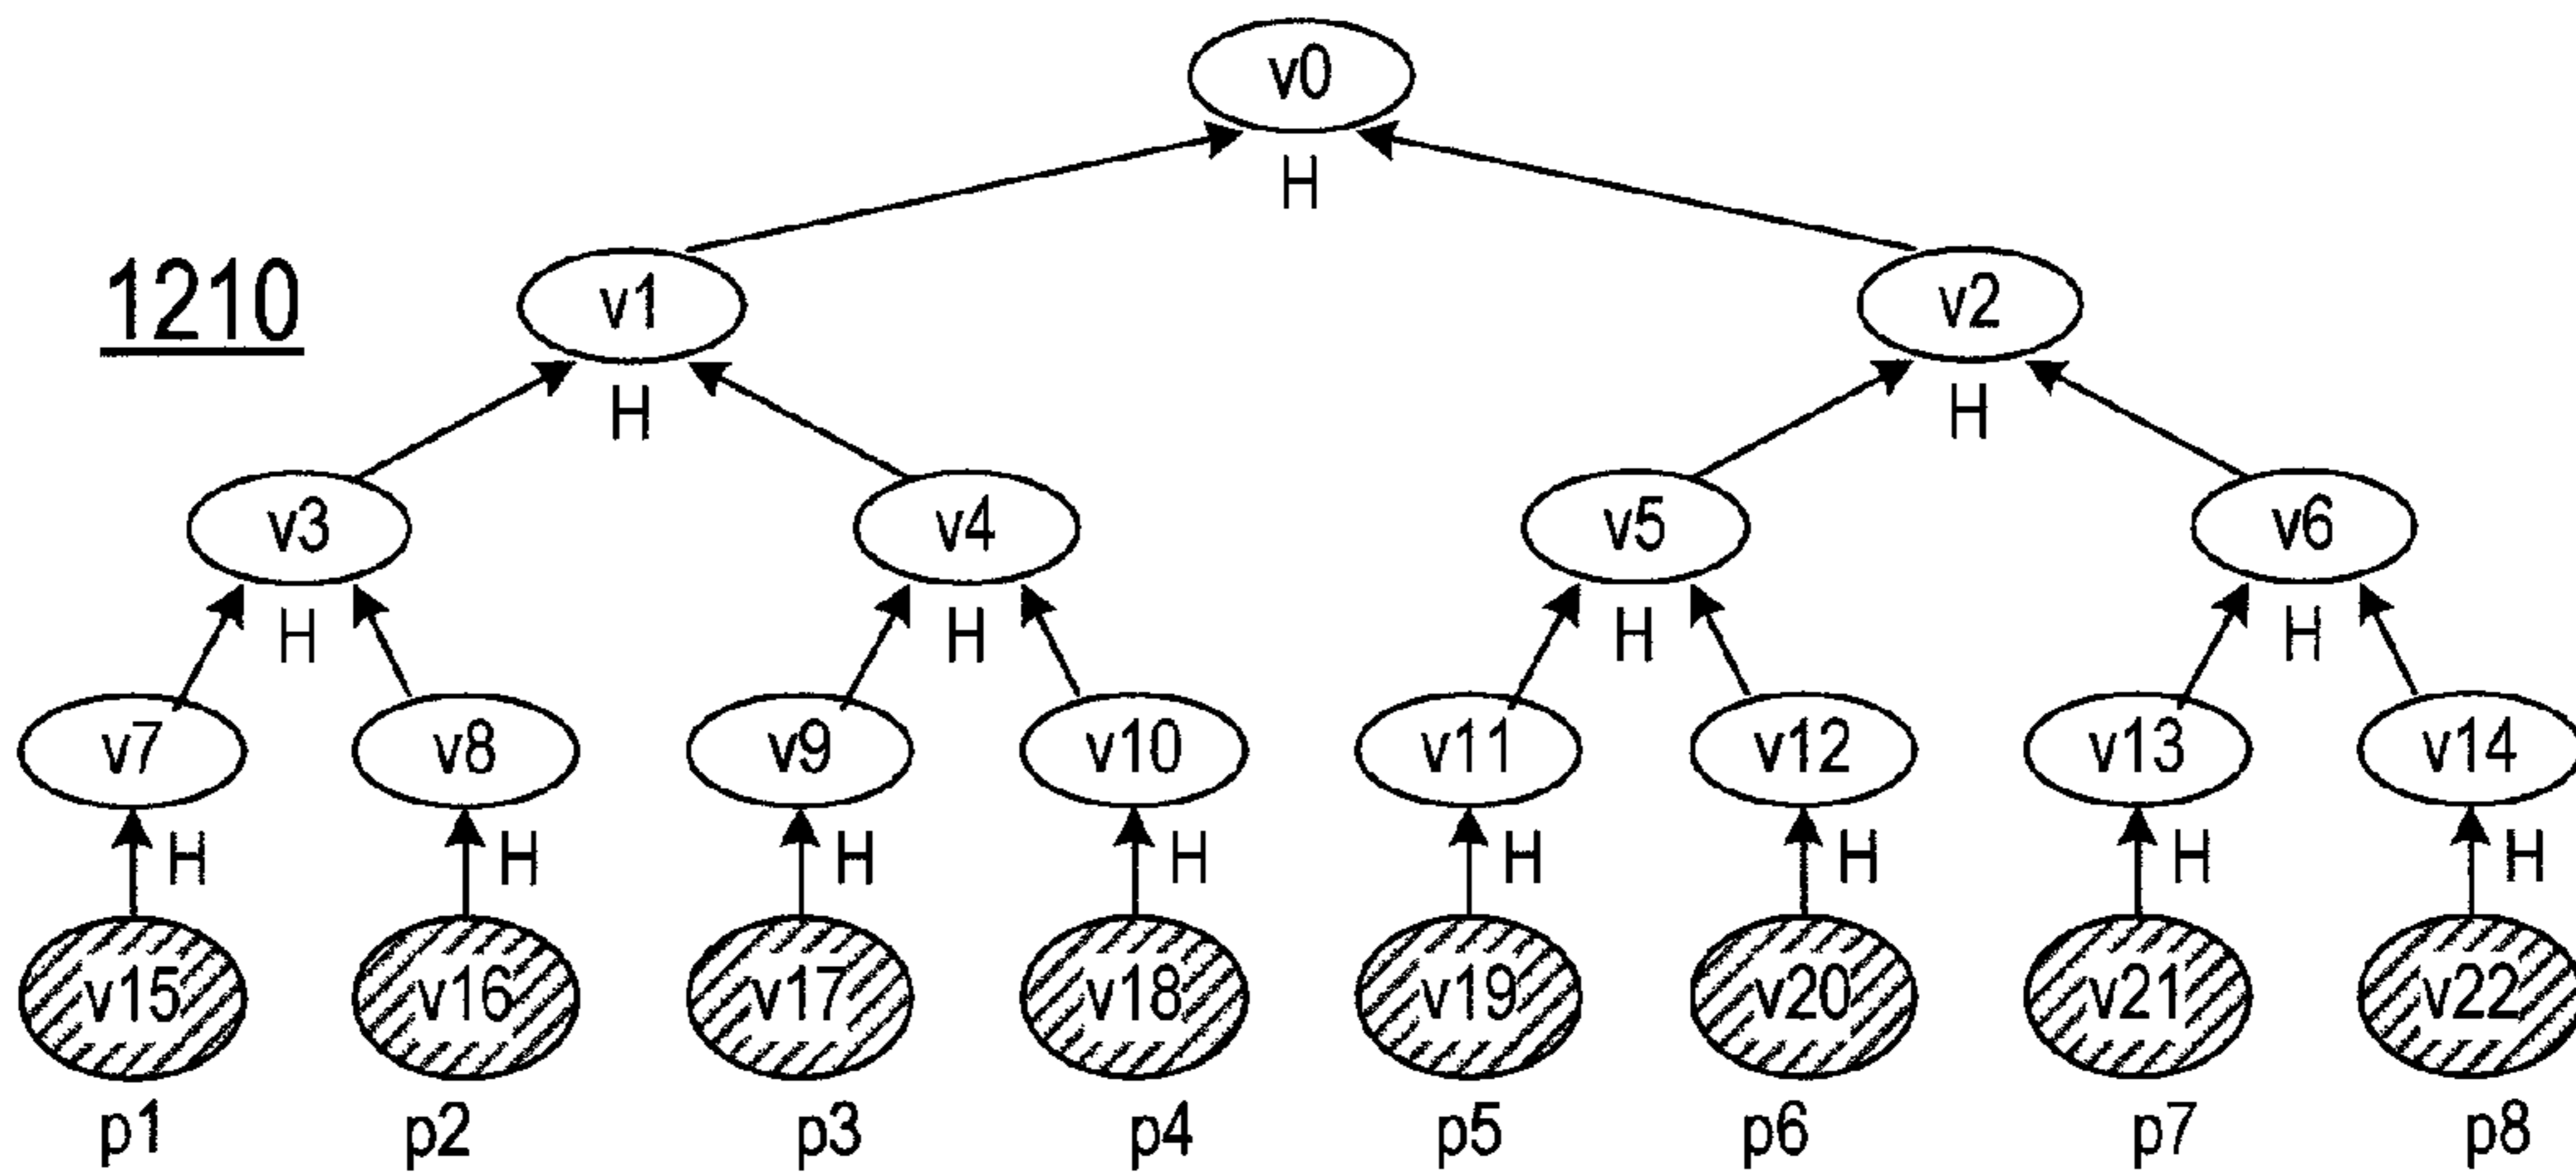 v0
H
1210
v1 v2
H H
v3 v4 v5 v6
H H H H
v7 v8 v9 v10 v11 v12 v13 v14
H H H H H H H H
v15 v16 v17 v18 v19 v20 v21 v22
p1 p2 p3 p4 p5 p6 p7 p8